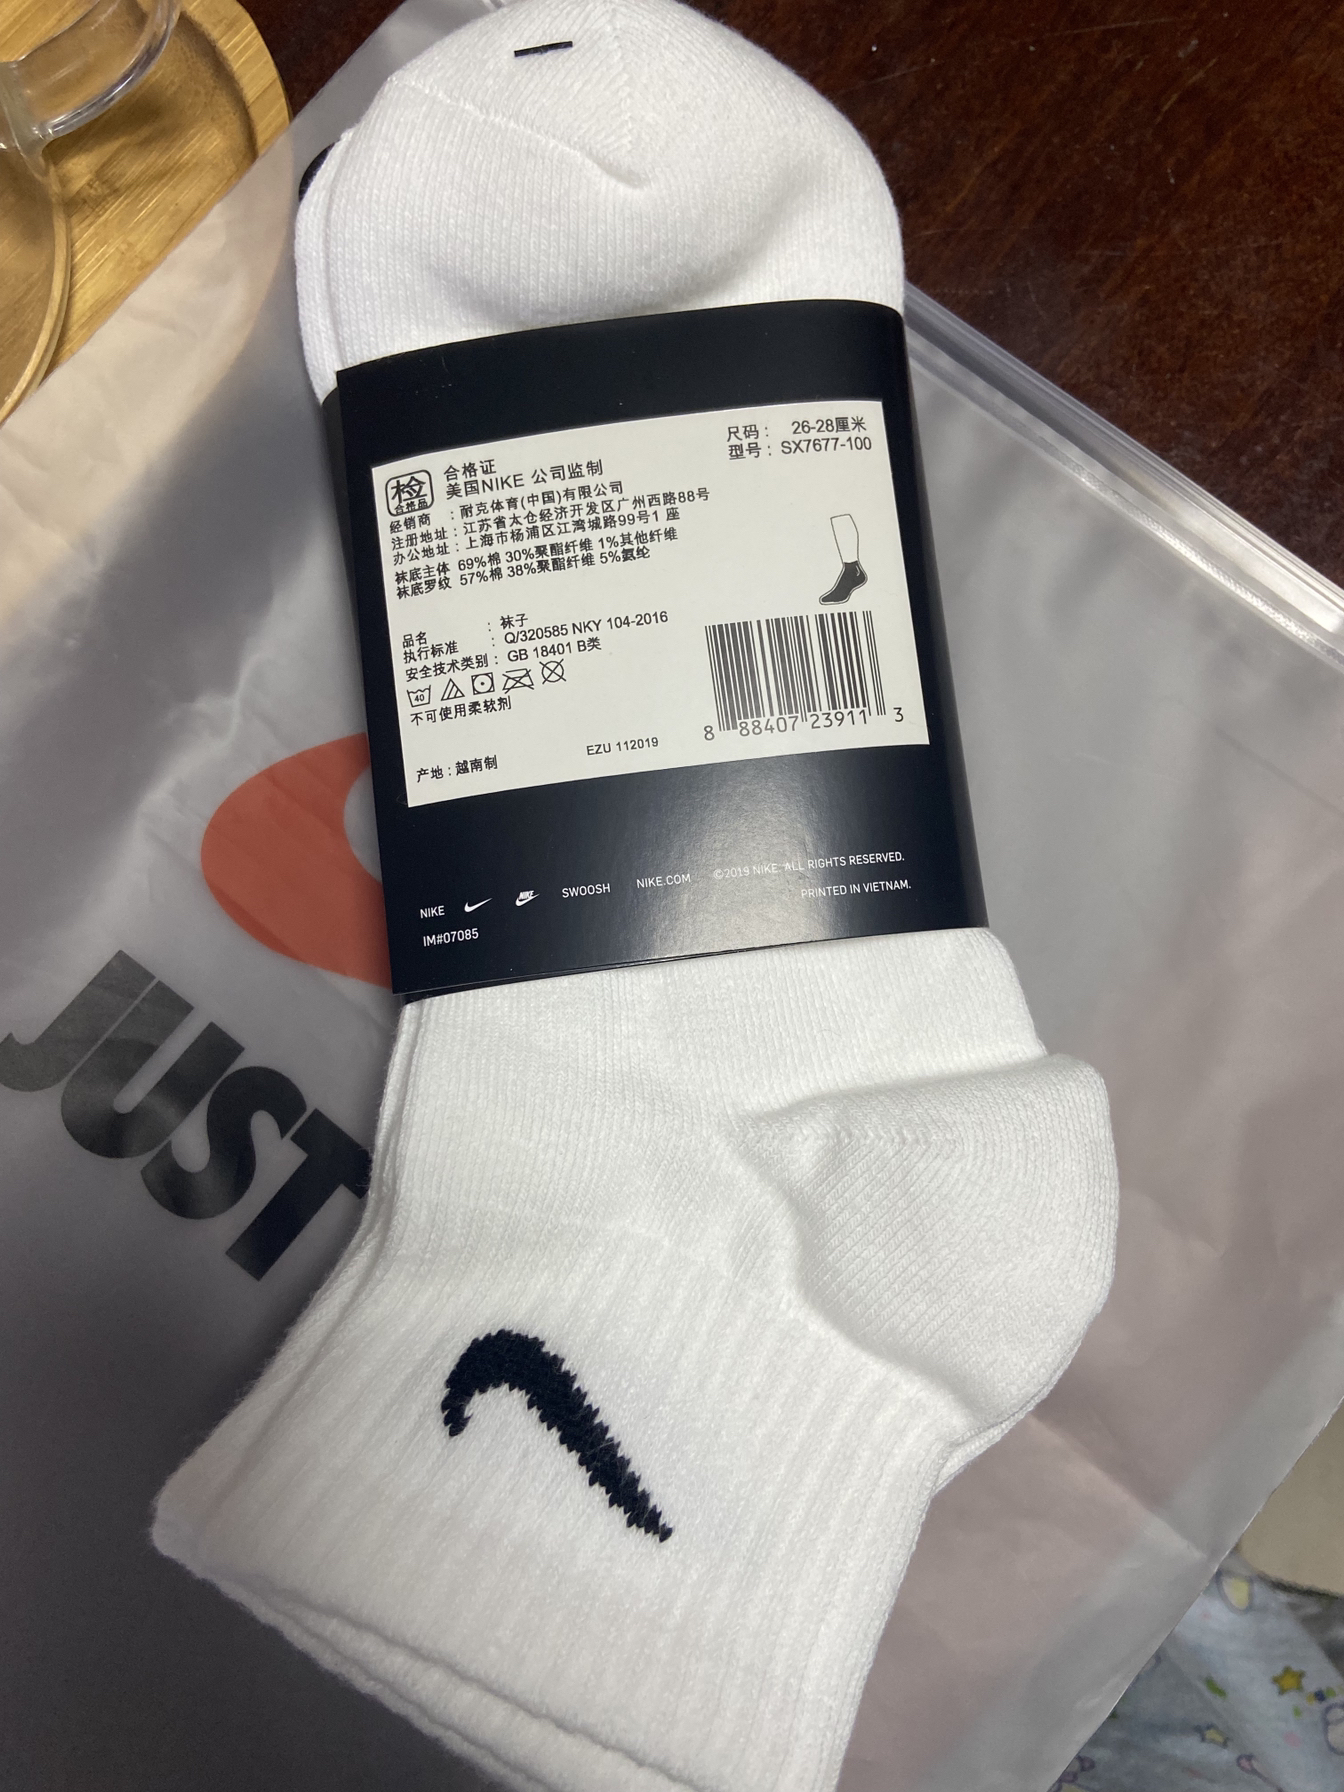 尺码： 26-28厘米
型号：SX7677-100
检
合格品
合格证
美国NIKE 公司监制
经销商 ：耐克体育(中国)有限公司
注册地址：江苏省太仓经济开发区广州西路88号
办公地址：上海市杨浦区江湾城路99号1 座
袜底主体 69%棉 30%聚酯纤维 1%其他纤维
袜底罗纹 57%棉 38%聚酯纤维 5%氨纶
品名 ：袜子
执行标准 ：Q/320585 NKY 104-2016
安全技术类别：GB 18401 B类
40
不可使用柔软剂
产地：越南制
EZU 112019
8 88407 23911 3
NIKE NIKE SWOOSH NIKE.COM ©2019 NIKE. ALL RIGHTS RESERVED.
IM#07085
PRINTED IN VIETNAM.
JUST